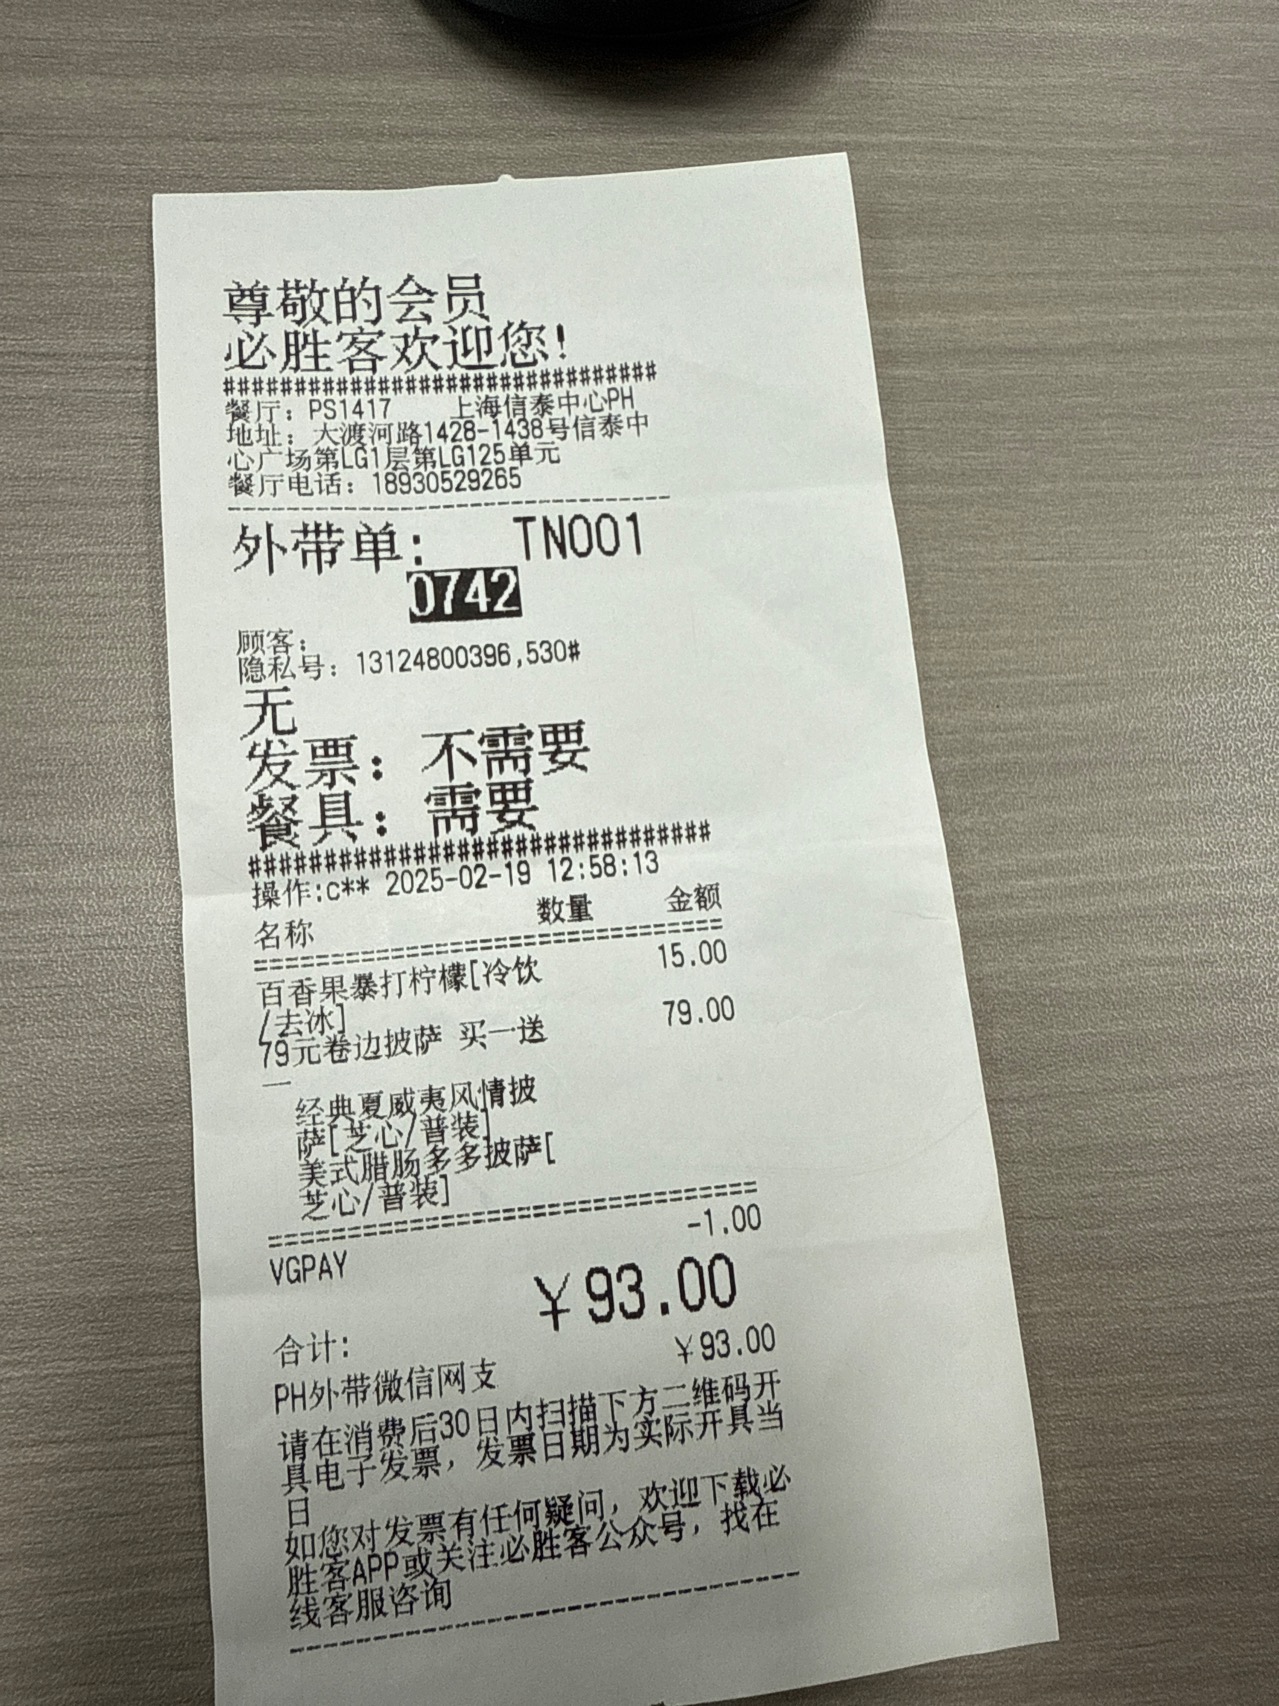 尊敬的会员
必胜客欢迎您!
##############################
餐厅：PS1417 上海信泰中心PH
地址：大渡河路1428-1438号信泰中
心广场第LG1层第LG125单元
餐厅电话：18930529265
外带单: TN001
0742
顾客：
隐私号：13124800396,530#
无
发票：不需要
餐具：需要
##############################
操作:c** 2025-02-19 12:58:13
名称 数量 金额
百香果暴打柠檬[冷饮 15.00
/去冰]
79元卷边披萨 买一送 79.00
一
经典夏威夷风情披
萨[芝心/普装]
美式腊肠多多披萨[
芝心/普装]
VGPAY -1.00
合计: ￥93.00
PH外带微信网支 ￥93.00
请在消费后30日内扫描下方二维码开
具电子发票，发票日期为实际开具当
日
如您对发票有任何疑问，欢迎下载必
胜客APP或关注必胜客公众号，找在
线客服咨询